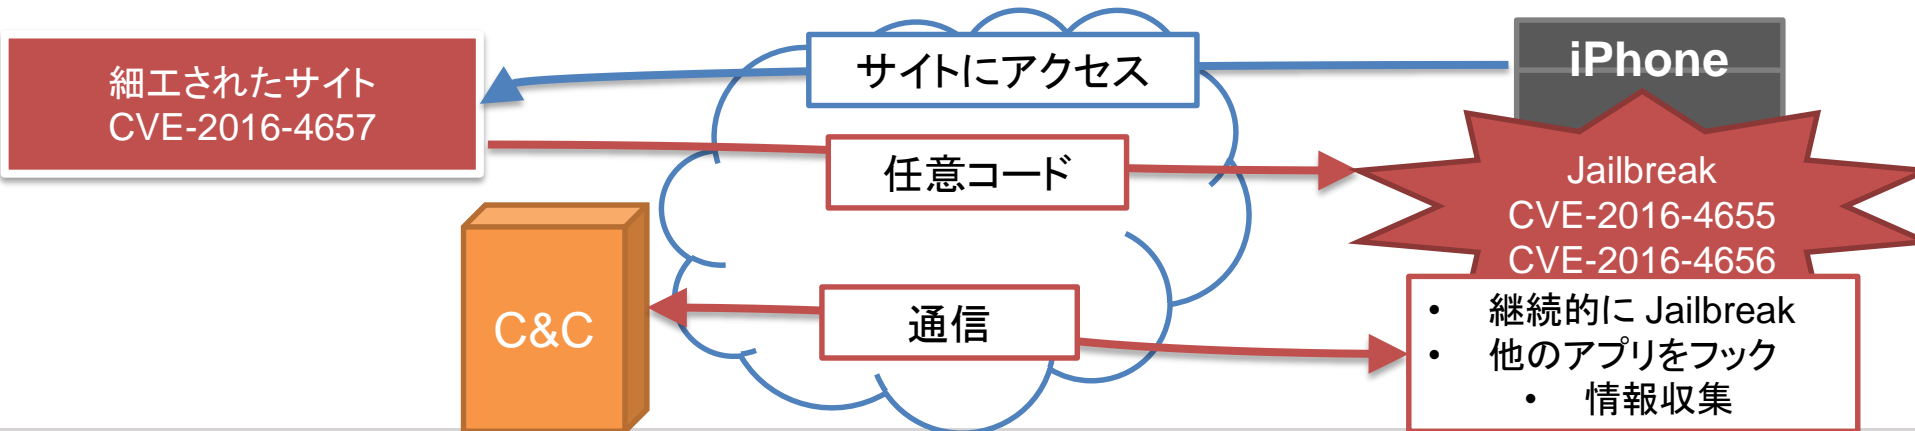 細工されたサイト
CVE-2016-4657
サイトにアクセス
iPhone
任意コード
Jailbreak
CVE-2016-4655
CVE-2016-4656
C&C
通信
• 継続的に Jailbreak
• 他のアプリをフック
• 情報収集